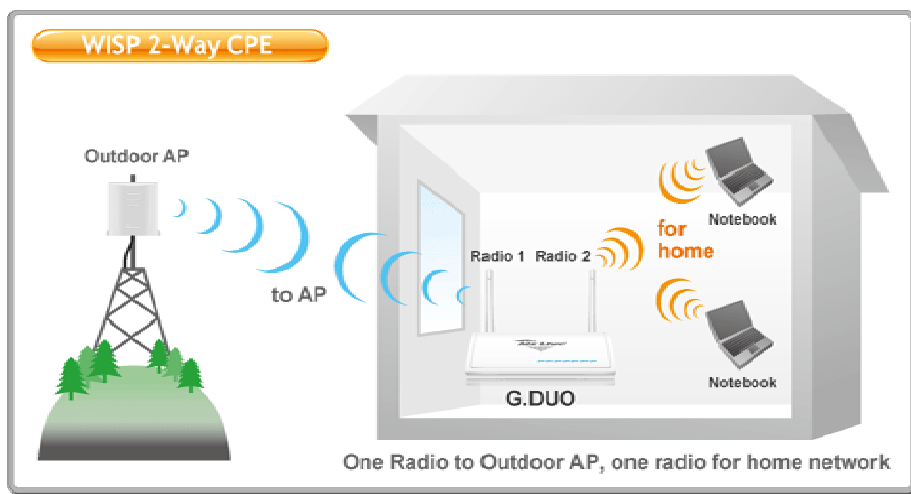 WISP 2-Way CPE
Outdoor AP
to AP
Radio 1 Radio 2
for
home
Notebook
Notebook
G.DUO
One Radio to Outdoor AP, one radio for home network